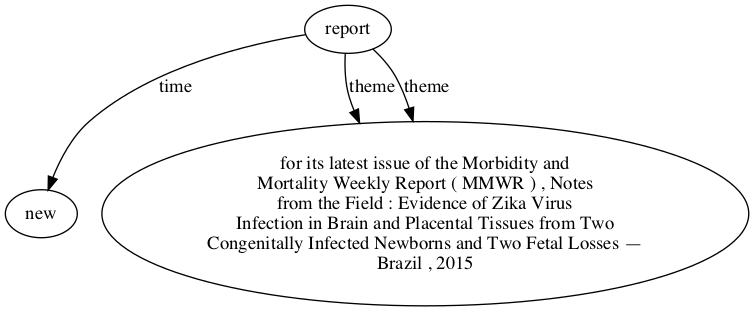 report
time
theme
theme
new
for its latest issue of the Morbidity and
Mortality Weekly Report ( MMWR ) , Notes
from the Field : Evidence of Zika Virus
Infection in Brain and Placental Tissues from Two
Congenitally Infected Newborns and Two Fetal Losses —
Brazil , 2015